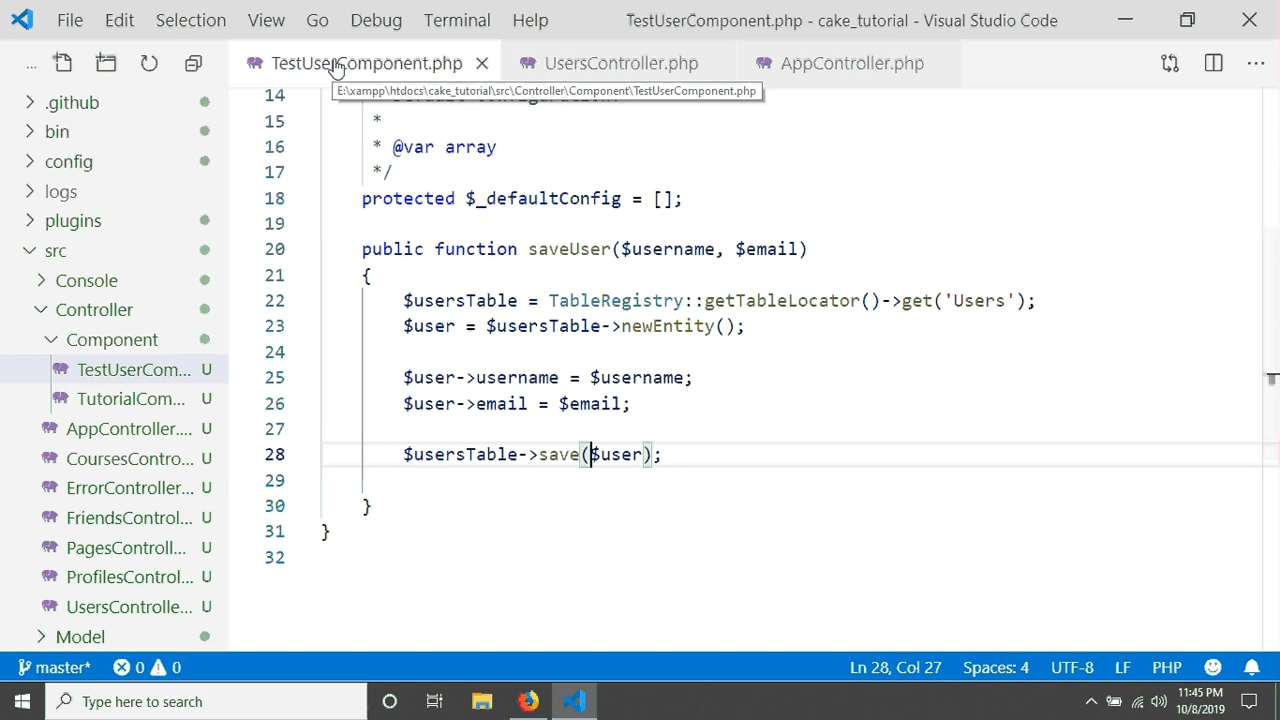 File Edit Selection View Go Debug Terminal Help TestUserComponent.php - cake_tutorial - Visual Studio Code
... TestUserComponent.php UsersController.php AppController.php ...
E:\xampp\htdocs\cake_tutorial\src\Controller\Component\TestUserComponent.php
.github
bin
config
logs
plugins
src
Console
Controller
Component
TestUserCom... U
TutorialCom... U
AppController.... U
CoursesContro... U
ErrorController... U
FriendsControl... U
PagesControll... U
ProfilesControl... U
UsersControlle... U
Model
14
15 *
16 * @var array
17 */
18 protected $_defaultConfig = [];
19
20 public function saveUser($username, $email)
21 {
22 $usersTable = TableRegistry::getTableLocator()->get('Users');
23 $user = $usersTable->newEntity();
24
25 $user->username = $username;
26 $user->email = $email;
27
28 $usersTable->save($user);
29
30 }
31 }
32
master* 0 0 Ln 28, Col 27 Spaces: 4 UTF-8 LF PHP
Type here to search
11:45 PM
10/8/2019